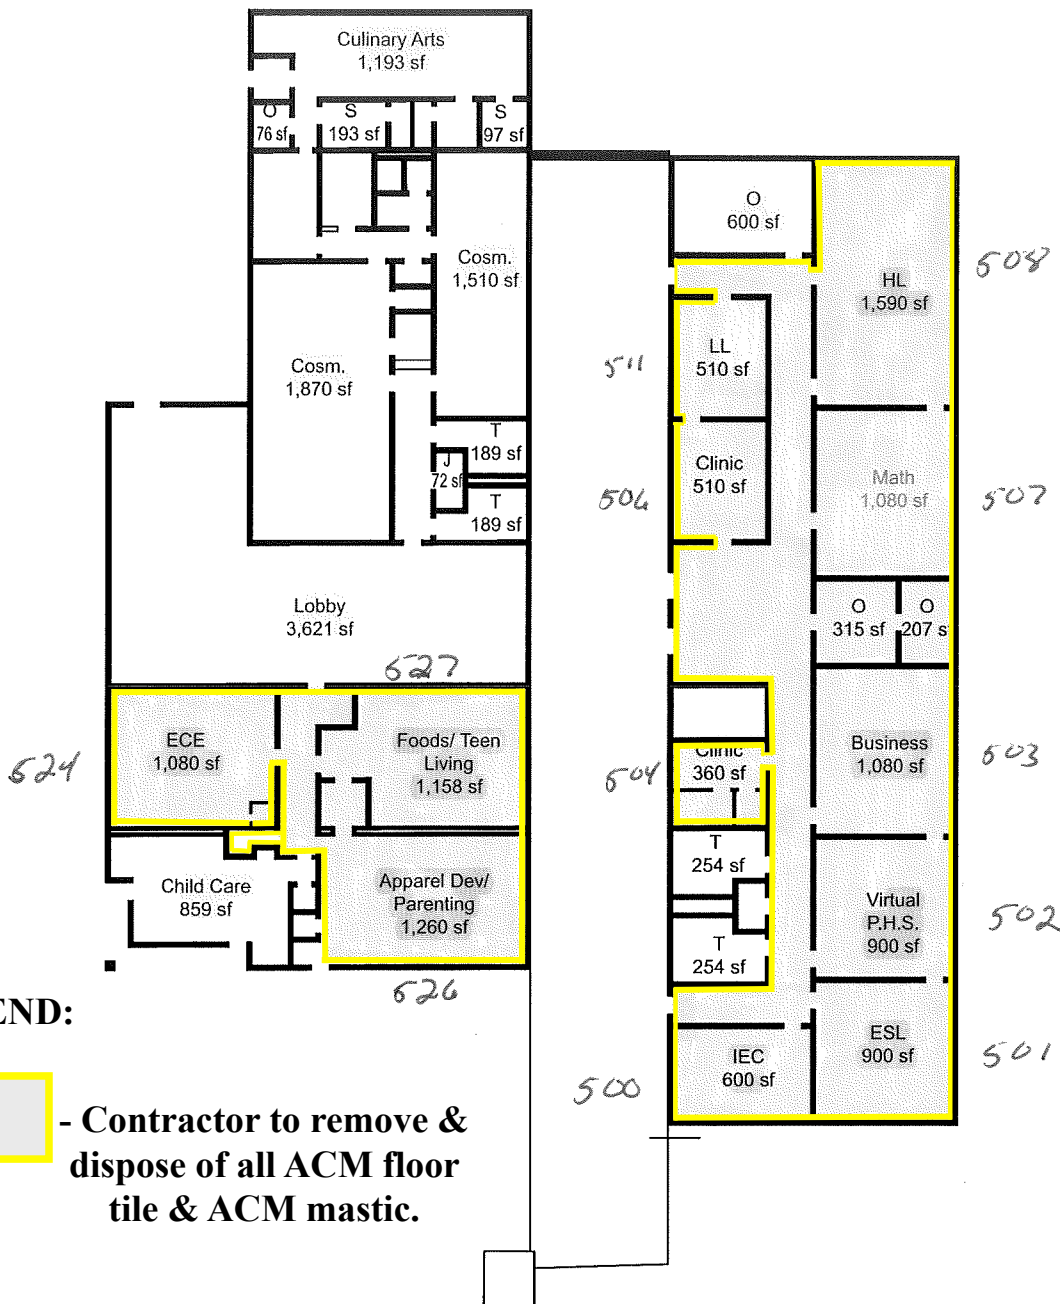 Culinary Arts
1,193 sf
O
76 sf
S
193 sf
S
97 sf
O
600 sf
Cosm.
1,510 sf
HL
1,590 sf
508
LL
510 sf
511
Cosm.
1,870 sf
T
189 sf
J
72 sf
Clinic
510 sf
506
Math
1,080 sf
507
T
189 sf
Lobby
3,621 sf
O
315 sf
O
207 s
527
ECE
1,080 sf
524
Foods/ Teen
Living
1,158 sf
Clinic
360 sf
504
Business
1,080 sf
503
T
254 sf
Child Care
859 sf
Apparel Dev/
Parenting
1,260 sf
Virtual
P.H.S.
900 sf
502
T
254 sf
526
END:
ESL
900 sf
501
IEC
600 sf
500
- Contractor to remove &
dispose of all ACM floor
tile & ACM mastic.